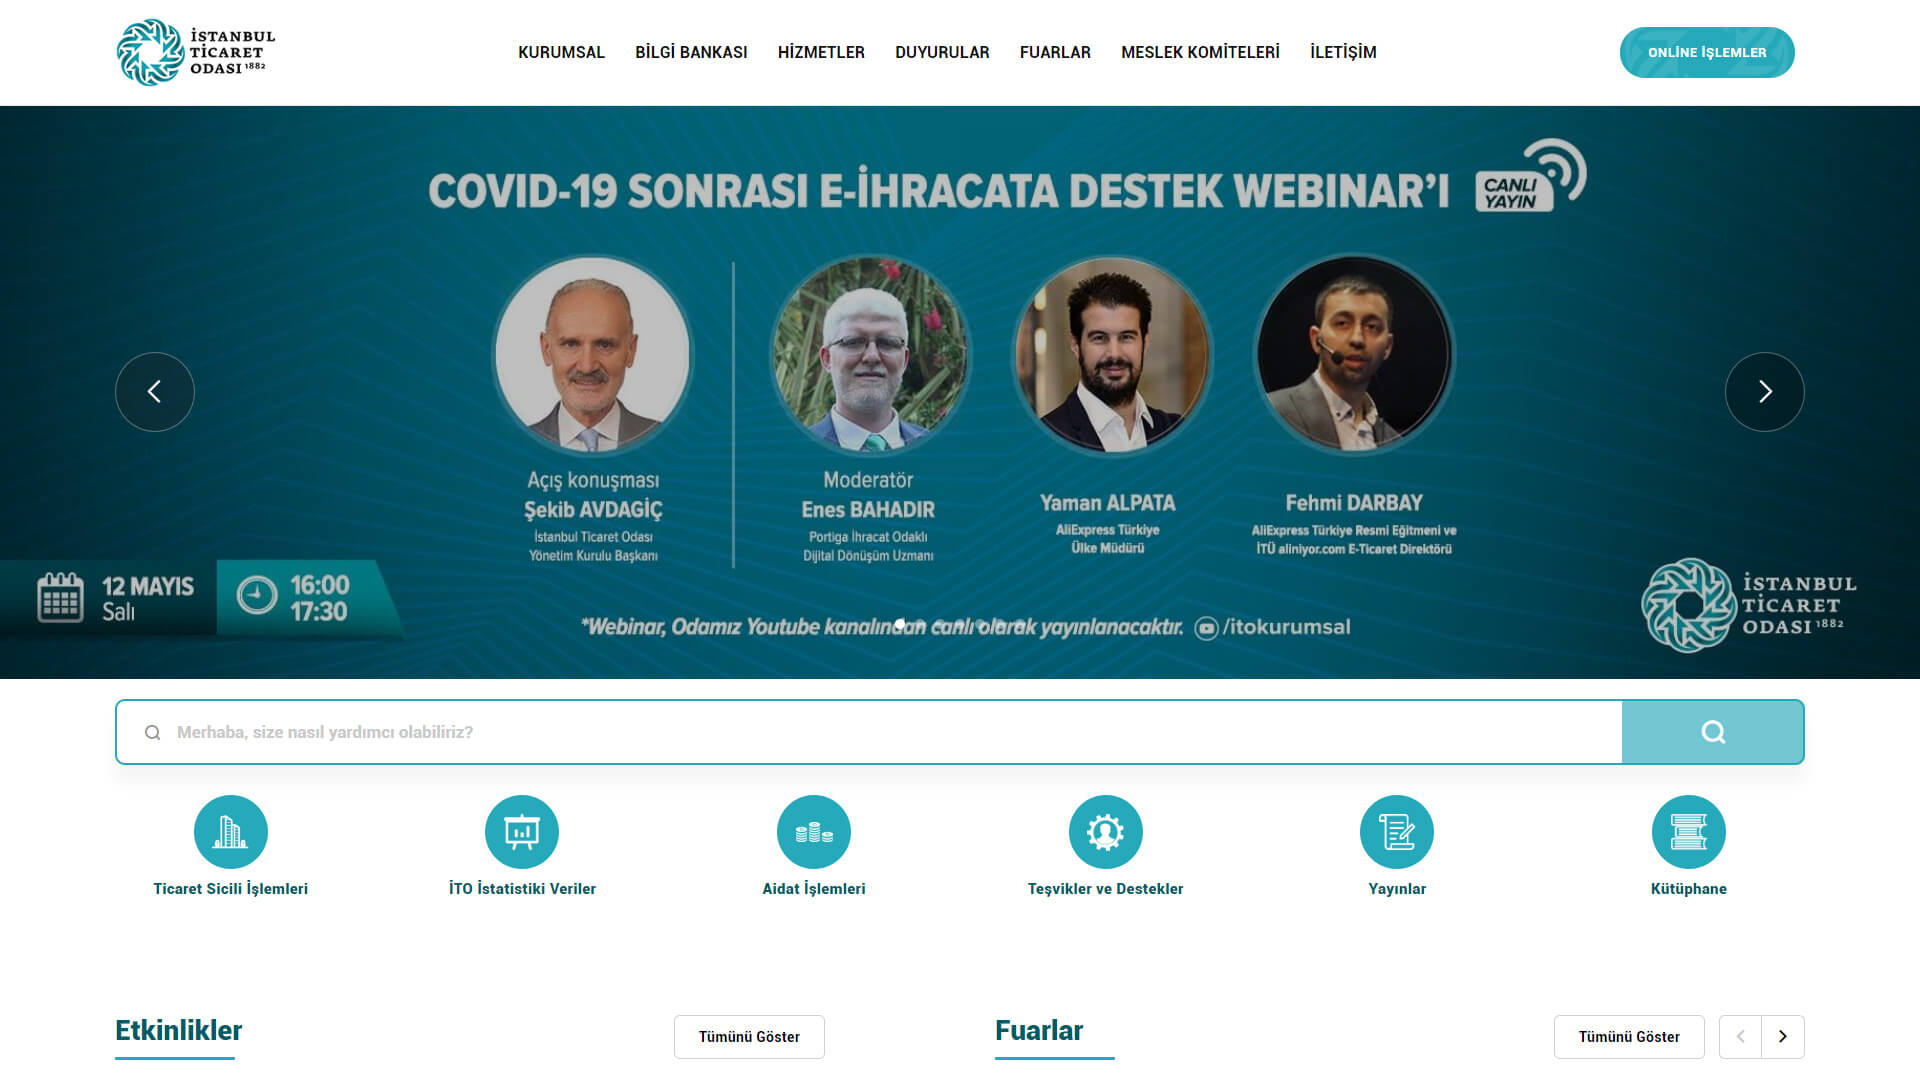 İSTANBUL
TİCARET
ODASI 1882
KURUMSAL
BİLGİ BANKASI
HİZMETLER
DUYURULAR
FUARLAR
MESLEK KOMİTELERİ
İLETİŞİM
ONLİNE İŞLEMLER
COVID-19 SONRASI E-İHRACATA DESTEK WEBINAR’I
CANLI
YAYIN
Açış konuşması
Şekib AVDAGİÇ
İstanbul Ticaret Odası
Yönetim Kurulu Başkanı
Moderatör
Enes BAHADIR
Portiga İhracat Odaklı
Dijital Dönüşüm Uzmanı
Yaman ALPATA
AliExpress Türkiye
Ülke Müdürü
Fehmi DARBAY
AliExpress Türkiye Resmi Eğitmeni ve
İTÜ aliniyor.com E-Ticaret Direktörü
12 MAYIS
Salı
16:00
17:30
*Webinar, Odamız Youtube kanalından canlı olarak yayınlanacaktır. /itokurumsal
İSTANBUL
TİCARET
ODASI 1882
Merhaba, size nasıl yardımcı olabiliriz?
Ticaret Sicili İşlemleri
İTO İstatistiki Veriler
Aidat İşlemleri
Teşvikler ve Destekler
Yayınlar
Kütüphane
Etkinlikler
Tümünü Göster
Fuarlar
Tümünü Göster